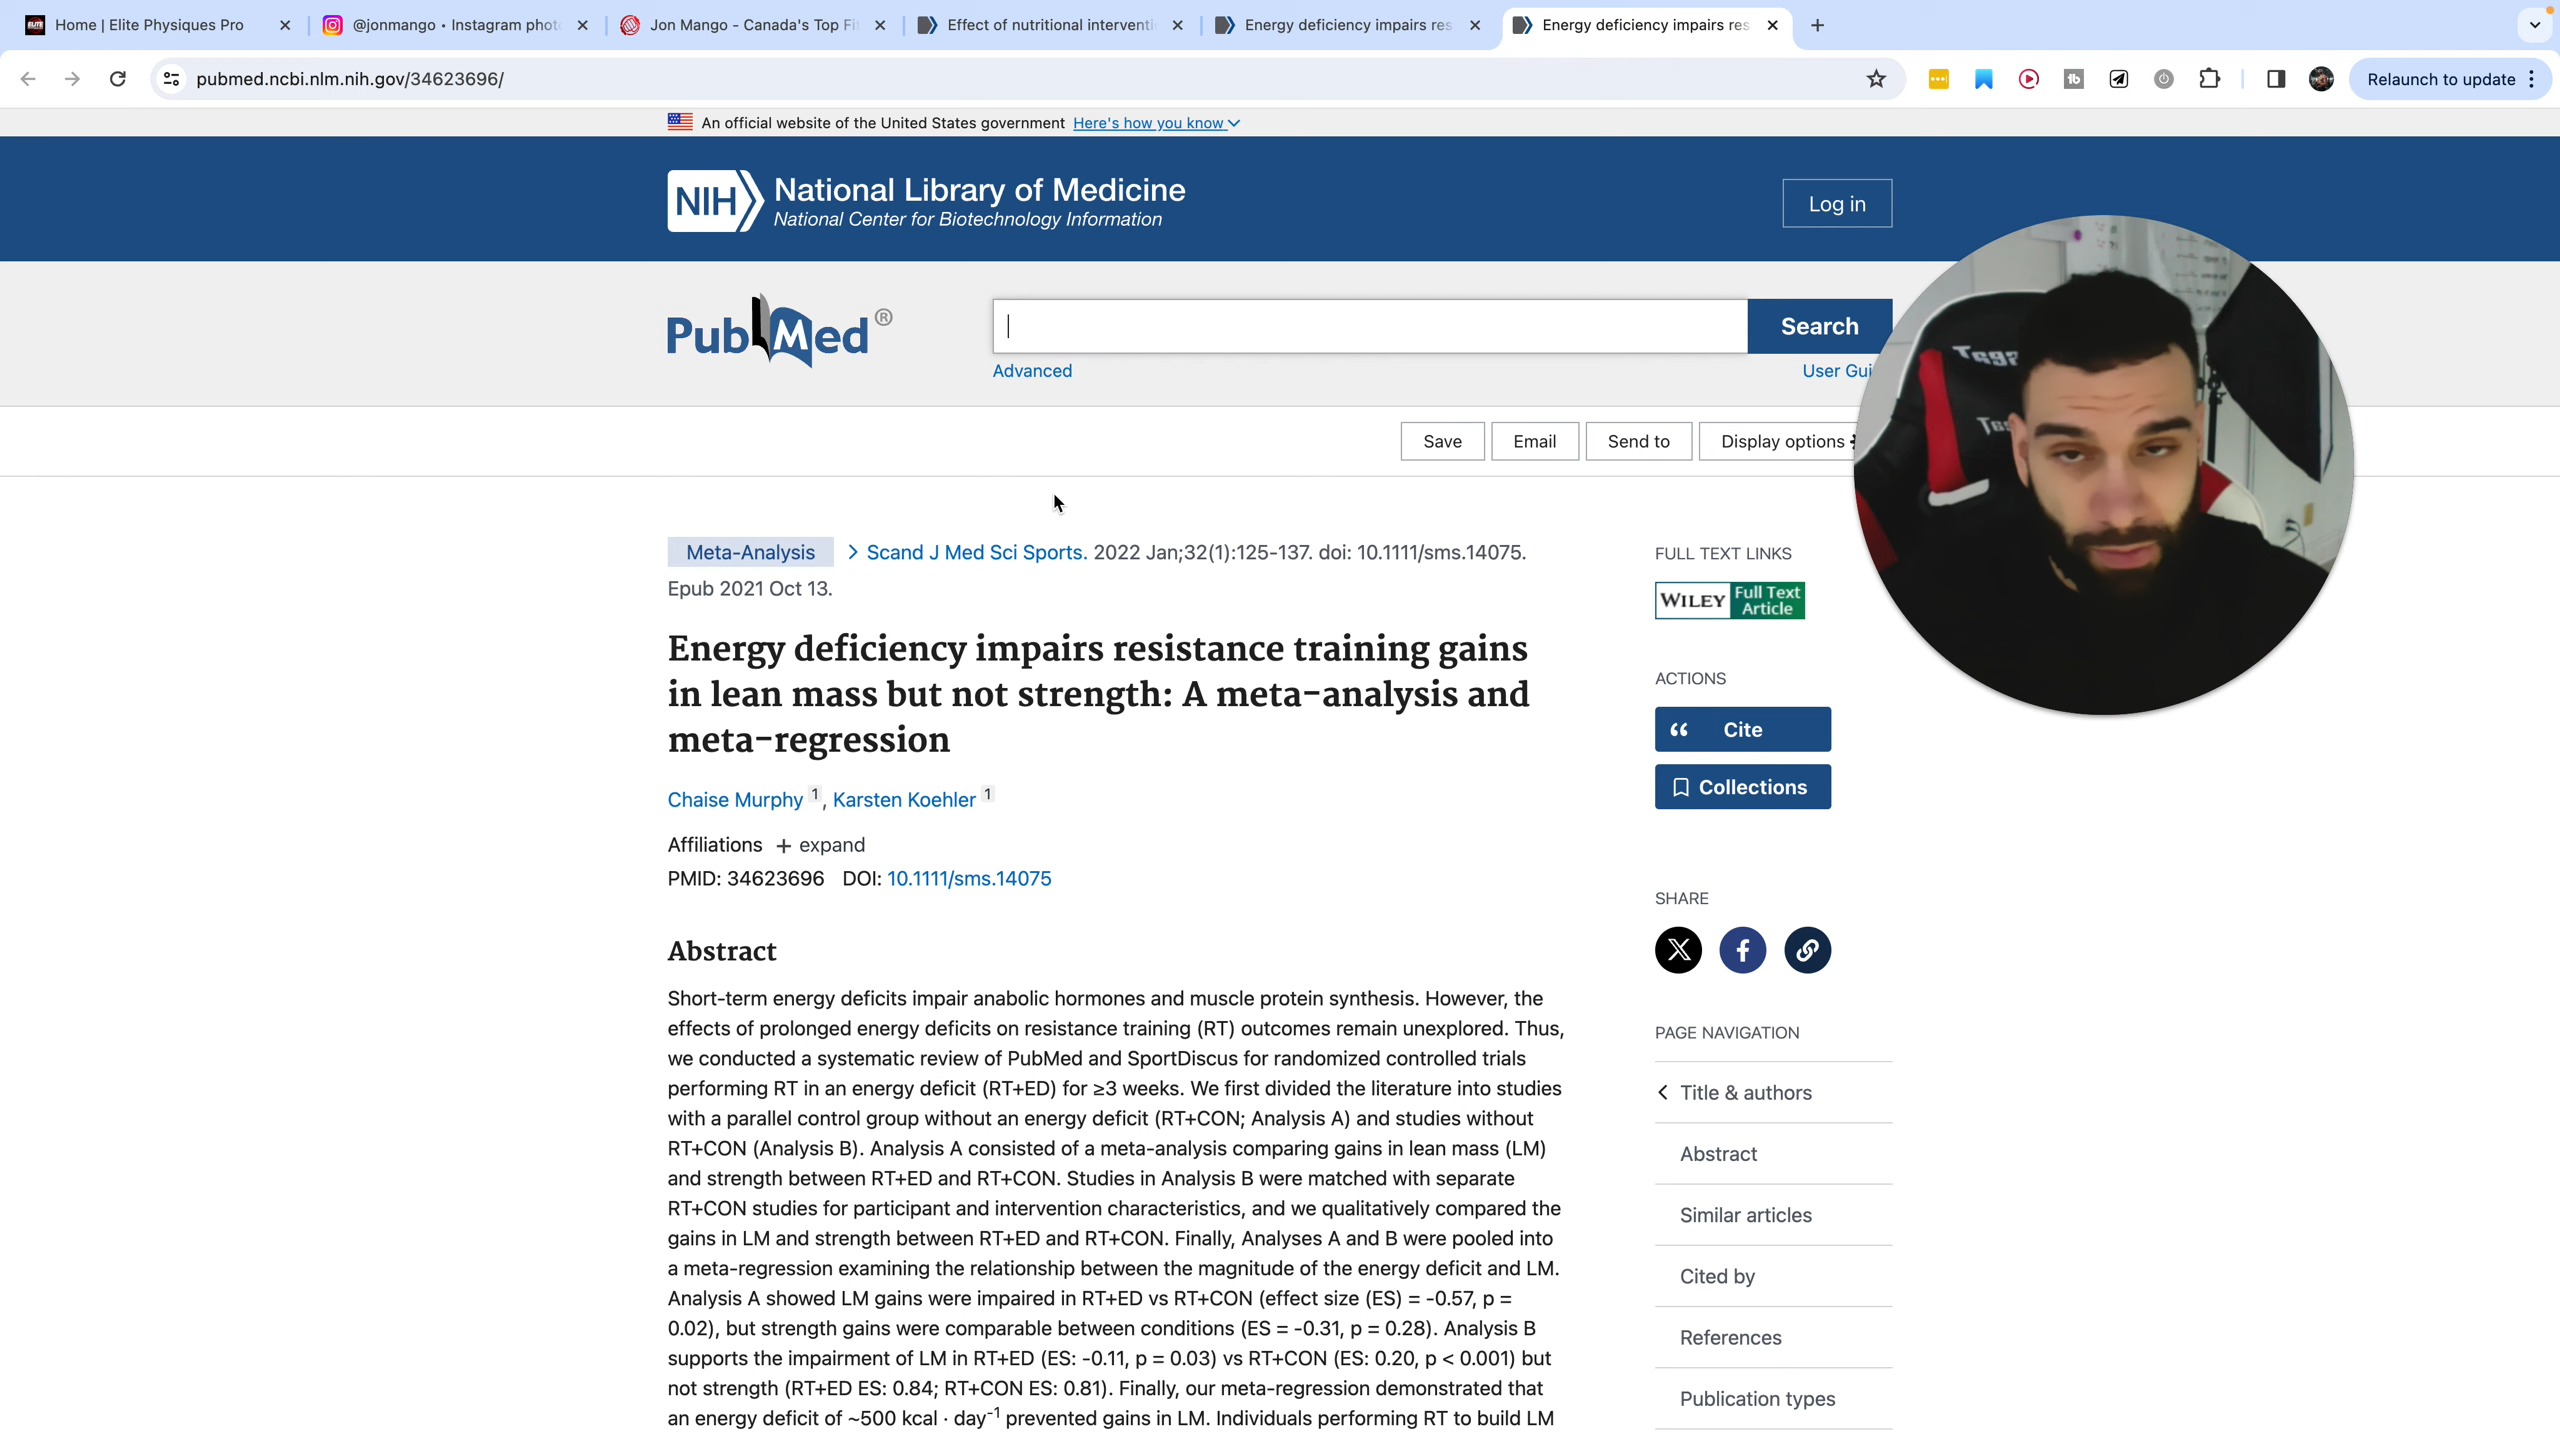 Home | Elite Physiques Pro
@jonmango • Instagram phot
Jon Mango - Canada's Top Fi
Effect of nutritional interventi
Energy deficiency impairs res
Energy deficiency impairs res
pubmed.ncbi.nlm.nih.gov/34623696/
Relaunch to update
An official website of the United States government Here's how you know
NIH National Library of Medicine
National Center for Biotechnology Information
Log in
PubMed®
Search
Advanced
User Gui
Save
Email
Send to
Display options
Meta-Analysis > Scand J Med Sci Sports. 2022 Jan;32(1):125-137. doi: 10.1111/sms.14075.
Epub 2021 Oct 13.
Energy deficiency impairs resistance training gains
in lean mass but not strength: A meta-analysis and
meta-regression
Chaise Murphy 1, Karsten Koehler 1
Affiliations + expand
PMID: 34623696 DOI: 10.1111/sms.14075
Abstract
Short-term energy deficits impair anabolic hormones and muscle protein synthesis. However, the
effects of prolonged energy deficits on resistance training (RT) outcomes remain unexplored. Thus,
we conducted a systematic review of PubMed and SportDiscus for randomized controlled trials
performing RT in an energy deficit (RT+ED) for ≥3 weeks. We first divided the literature into studies
with a parallel control group without an energy deficit (RT+CON; Analysis A) and studies without
RT+CON (Analysis B). Analysis A consisted of a meta-analysis comparing gains in lean mass (LM)
and strength between RT+ED and RT+CON. Studies in Analysis B were matched with separate
RT+CON studies for participant and intervention characteristics, and we qualitatively compared the
gains in LM and strength between RT+ED and RT+CON. Finally, Analyses A and B were pooled into
a meta-regression examining the relationship between the magnitude of the energy deficit and LM.
Analysis A showed LM gains were impaired in RT+ED vs RT+CON (effect size (ES) = -0.57, p =
0.02), but strength gains were comparable between conditions (ES = -0.31, p = 0.28). Analysis B
supports the impairment of LM in RT+ED (ES: -0.11, p = 0.03) vs RT+CON (ES: 0.20, p < 0.001) but
not strength (RT+ED ES: 0.84; RT+CON ES: 0.81). Finally, our meta-regression demonstrated that
an energy deficit of ~500 kcal · day-1 prevented gains in LM. Individuals performing RT to build LM
FULL TEXT LINKS
WILEY Full Text
Article
ACTIONS
Cite
Collections
SHARE
PAGE NAVIGATION
Title & authors
Abstract
Similar articles
Cited by
References
Publication types